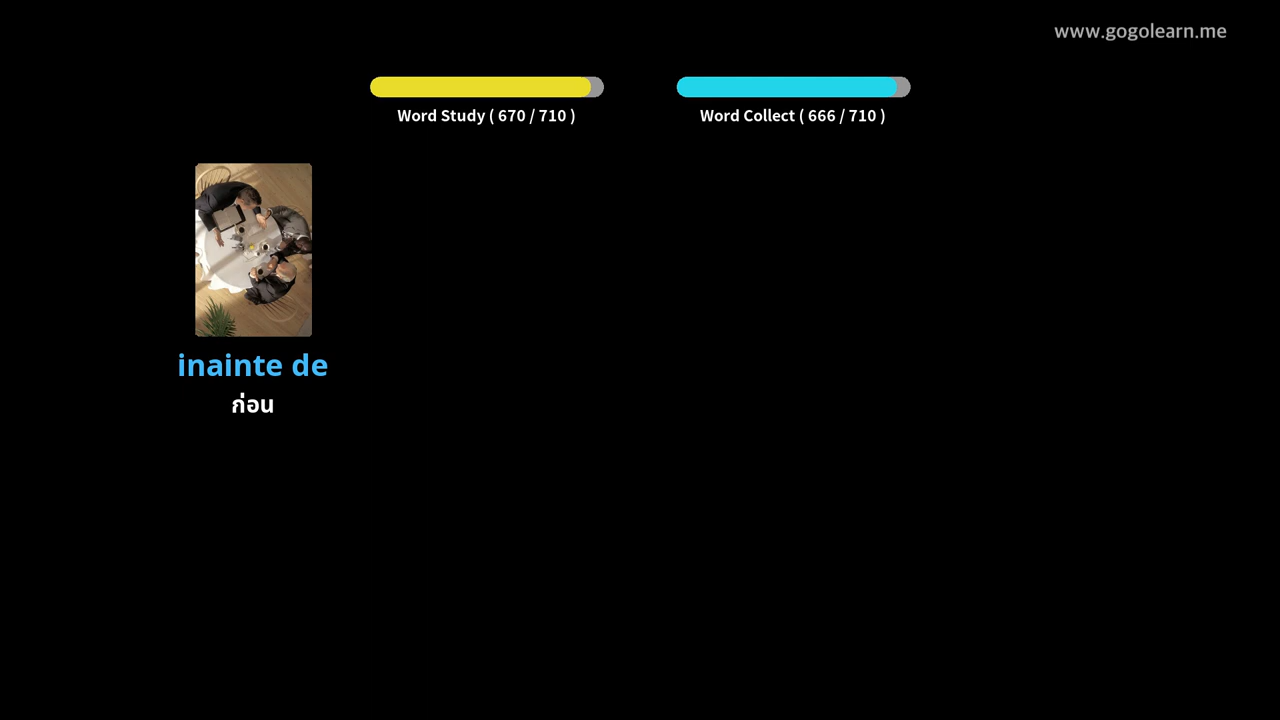 www.gogolearn.me
Word Study ( 670 / 710 )
Word Collect ( 666 / 710 )
inainte de
ก่อน